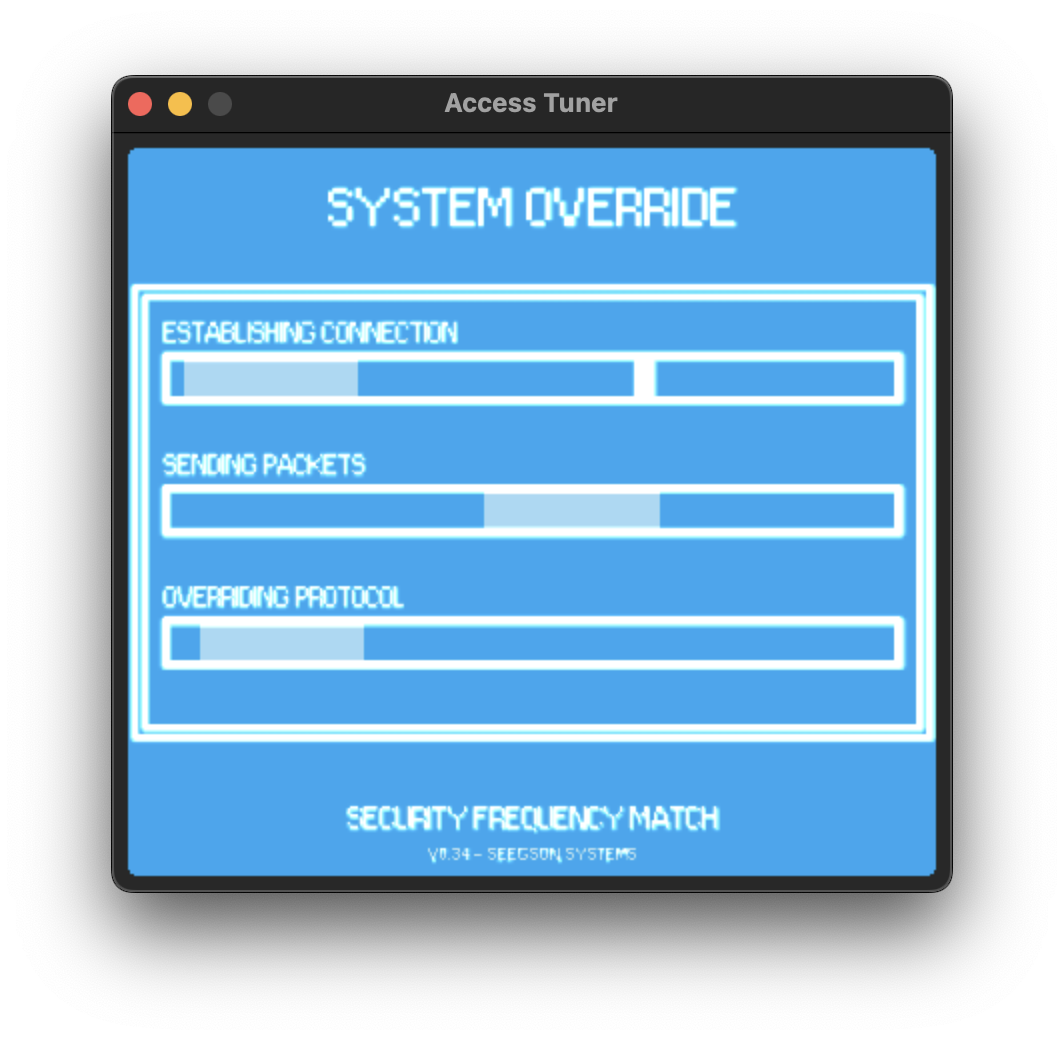 Access Tuner
SYSTEM OVERRIDE
ESTABLISHING CONNECTION
SENDING PACKETS
OVERRIDING PROTOCOL
SECURITY FREQUENCY MATCH
V0.34 – SEEGSON SYSTEMS